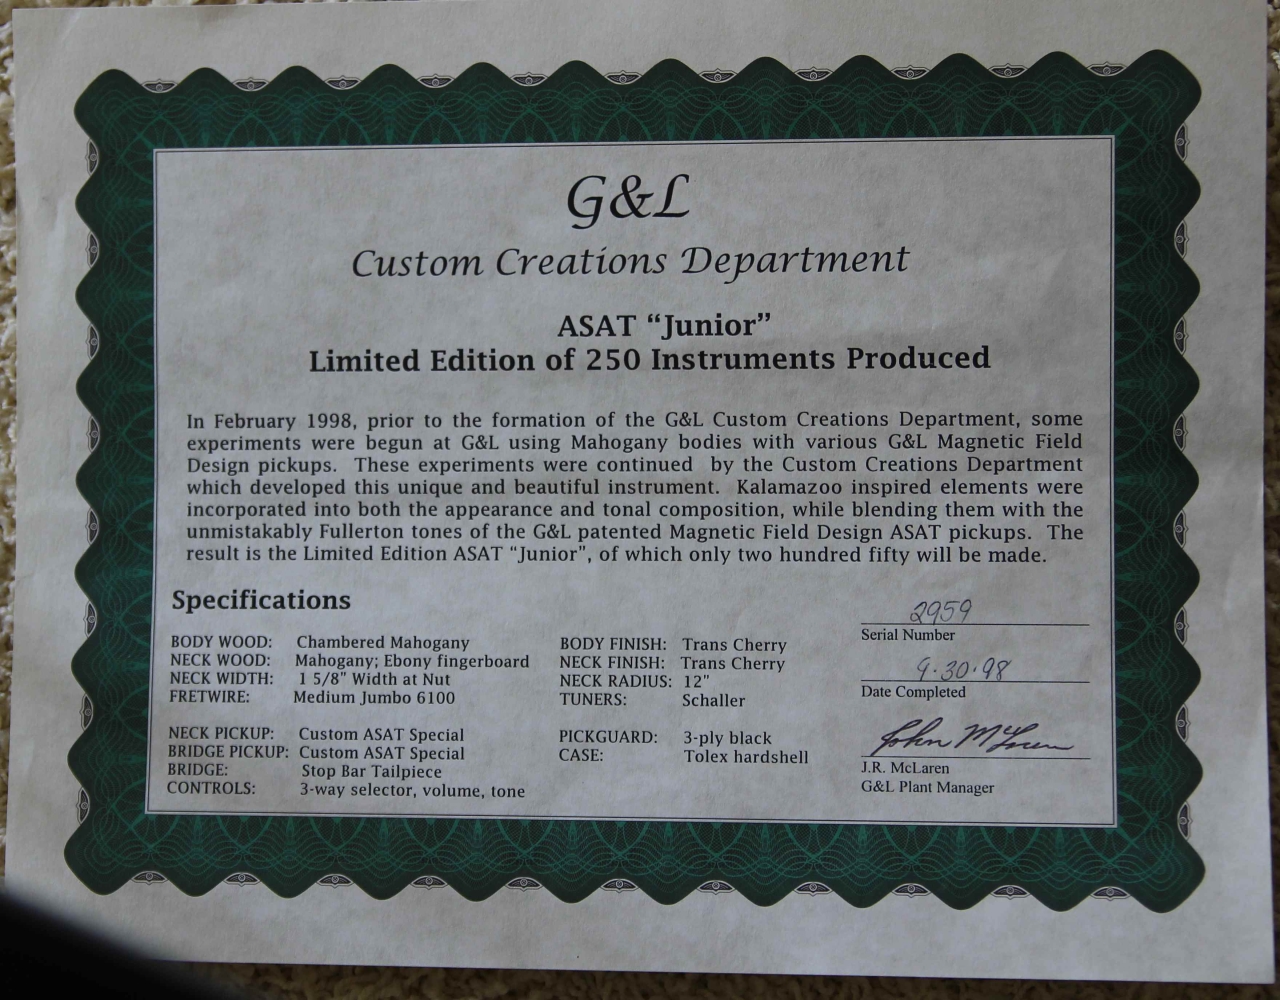 G&L
Custom Creations Department
ASAT “Junior”
Limited Edition of 250 Instruments Produced
In February 1998, prior to the formation of the G&L Custom Creations Department, some
experiments were begun at G&L using Mahogany bodies with various G&L Magnetic Field
Design pickups. These experiments were continued by the Custom Creations Department
which developed this unique and beautiful instrument. Kalamazoo inspired elements were
incorporated into both the appearance and tonal composition, while blending them with the
unmistakably Fullerton tones of the G&L patented Magnetic Field Design ASAT pickups. The
result is the Limited Edition ASAT “Junior”, of which only two hundred fifty will be made.
Specifications
BODY WOOD: Chambered Mahogany
NECK WOOD: Mahogany; Ebony fingerboard
NECK WIDTH: 1 5/8" Width at Nut
FRETWIRE: Medium Jumbo 6100
NECK PICKUP: Custom ASAT Special
BRIDGE PICKUP: Custom ASAT Special
BRIDGE: Stop Bar Tailpiece
CONTROLS: 3-way selector, volume, tone
BODY FINISH: Trans Cherry
NECK FINISH: Trans Cherry
NECK RADIUS: 12"
TUNERS: Schaller
PICKGUARD: 3-ply black
CASE: Tolex hardshell
2959
Serial Number
9·30·98
Date Completed
John McLaren
J.R. McLaren
G&L Plant Manager